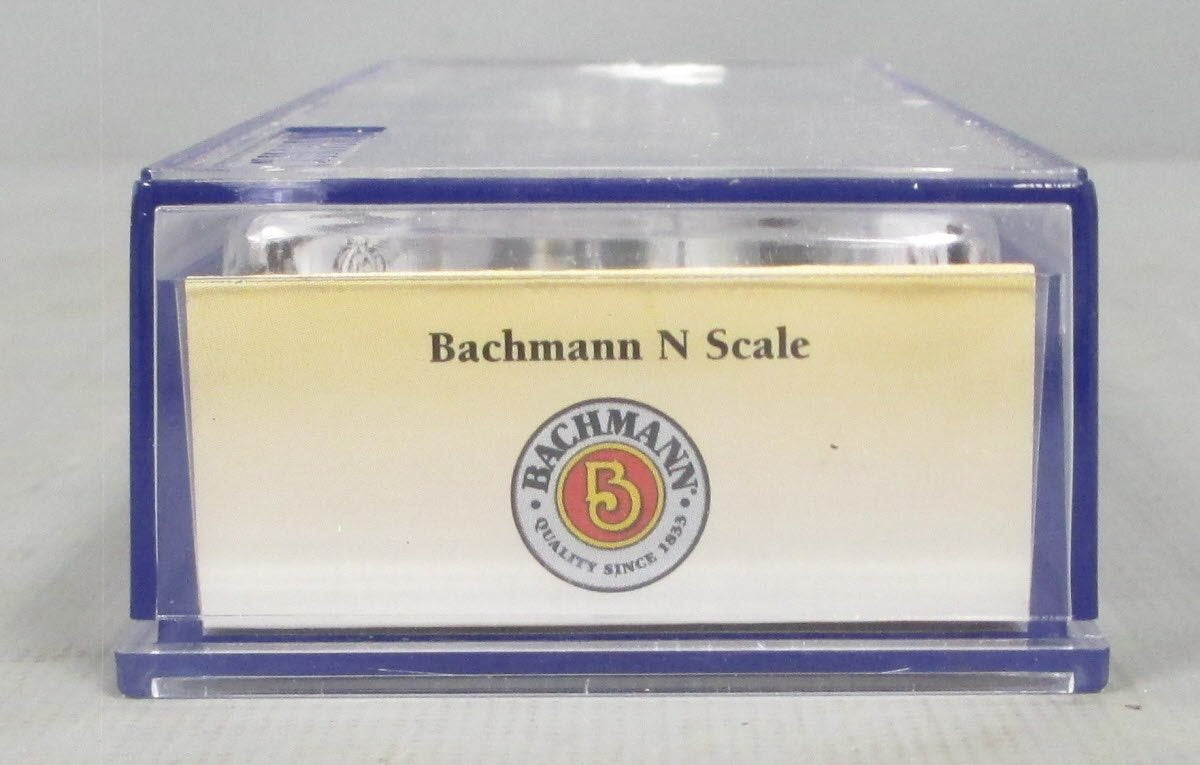 Bachmann N Scale
BACHMANN
B
QUALITY SINCE 1833